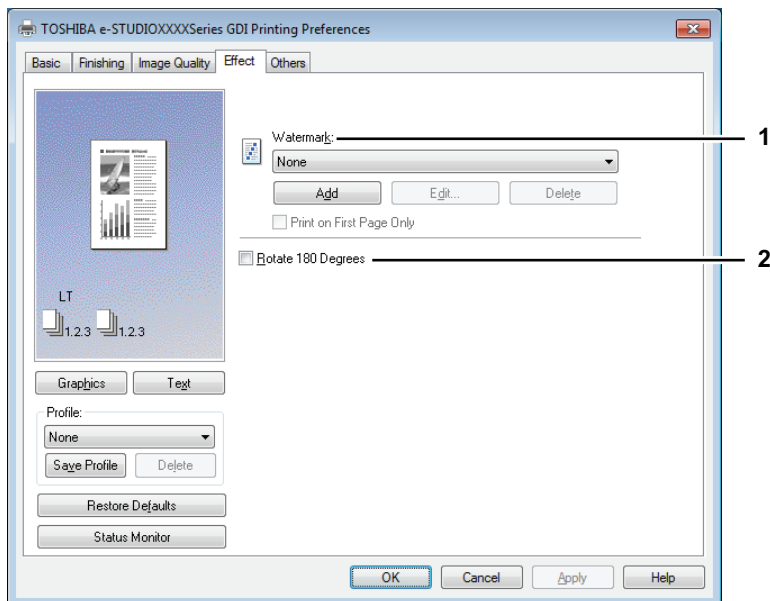 TOSHIBA e-STUDIOXXXXSeries GDI Printing Preferences
Basic
Finishing
Image Quality
Effect
Others
Watermark:
1
None
Add
Edit...
Delete
Print on First Page Only
Rotate 180 Degrees
2
LT
1.2.3
1.2.3
Graphics
Text
Profile:
None
Save Profile
Delete
Restore Defaults
Status Monitor
OK
Cancel
Apply
Help